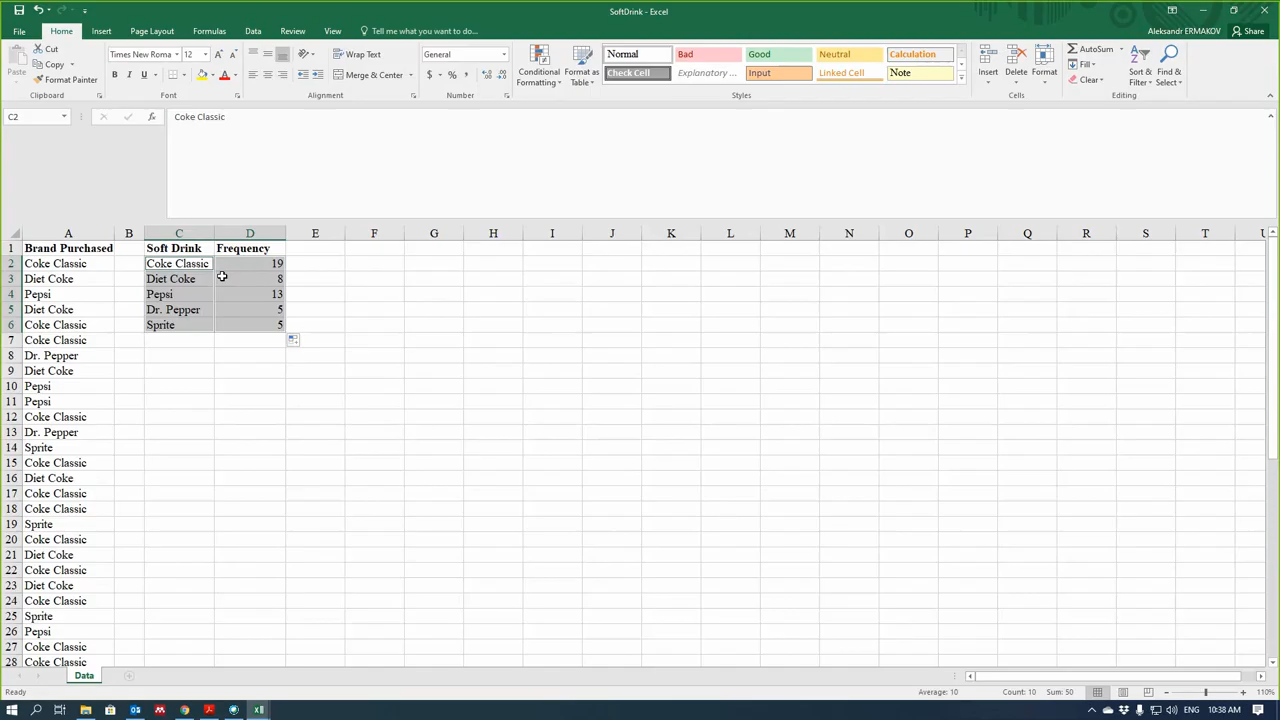 SoftDrink - Excel
File Home Insert Page Layout Formulas Data Review View Tell me what you want to do... Aleksandr ERMAKOV Share
Cut
Copy
Format Painter
Paste
Clipboard
Times New Roma 12
B I U
Font
Wrap Text
Merge & Center
Alignment
General
$ % ,
Number
Conditional Formatting
Format as Table
Normal Bad Good Neutral Calculation
Check Cell Explanatory ... Input Linked Cell Note
Styles
Insert Delete Format
Cells
AutoSum
Fill
Clear
Sort & Filter
Find & Select
Editing
C2 fx Coke Classic
A B C D E F G H I J K L M N O P Q R S T U
1 Brand Purchased Soft Drink Frequency
2 Coke Classic Coke Classic 19
3 Diet Coke Diet Coke 8
4 Pepsi Pepsi 13
5 Diet Coke Dr. Pepper 5
6 Coke Classic Sprite 5
7 Coke Classic
8 Dr. Pepper
9 Diet Coke
10 Pepsi
11 Pepsi
12 Coke Classic
13 Dr. Pepper
14 Sprite
15 Coke Classic
16 Diet Coke
17 Coke Classic
18 Coke Classic
19 Sprite
20 Coke Classic
21 Diet Coke
22 Coke Classic
23 Diet Coke
24 Coke Classic
25 Sprite
26 Pepsi
27 Coke Classic
28 Coke Classic
Data
Ready Average: 10 Count: 10 Sum: 50 110%
10:38 AM